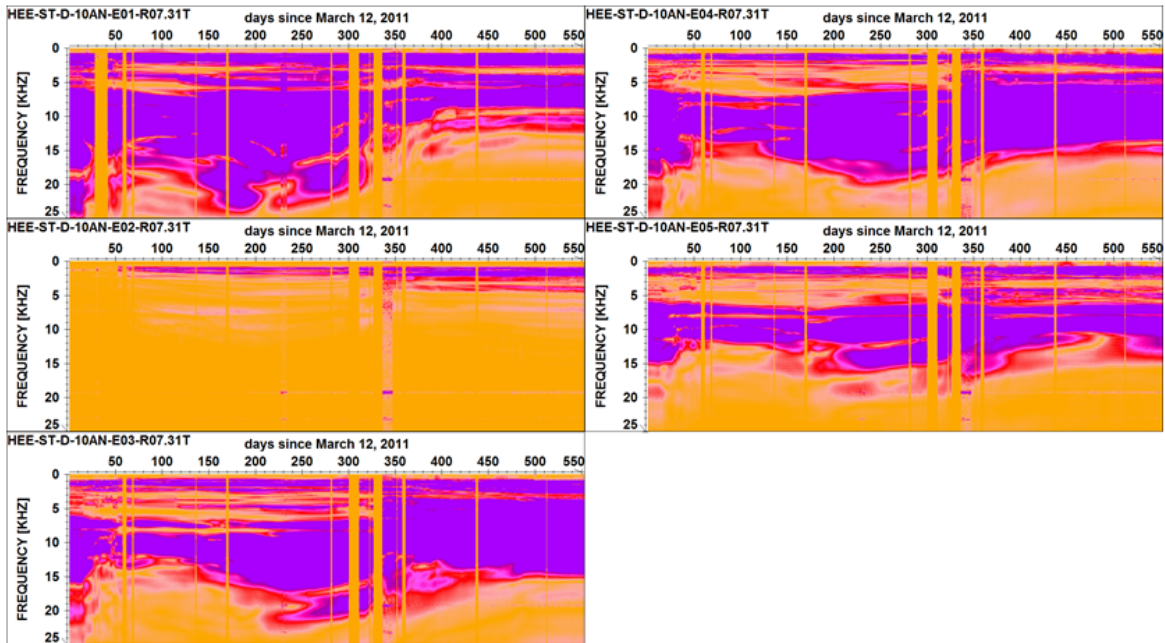 HEE-ST-D-10AN-E01-R07.31T
days since March 12, 2011
50 100 150 200 250 300 350 400 450 500 550
FREQUENCY [KHZ]
0
5
10
15
20
25
HEE-ST-D-10AN-E04-R07.31T
days since March 12, 2011
50 100 150 200 250 300 350 400 450 500 550
FREQUENCY [KHZ]
0
5
10
15
20
25
HEE-ST-D-10AN-E02-R07.31T
days since March 12, 2011
50 100 150 200 250 300 350 400 450 500 550
FREQUENCY [KHZ]
0
5
10
15
20
25
HEE-ST-D-10AN-E05-R07.31T
days since March 12, 2011
50 100 150 200 250 300 350 400 450 500 550
FREQUENCY [KHZ]
0
5
10
15
20
25
HEE-ST-D-10AN-E03-R07.31T
days since March 12, 2011
50 100 150 200 250 300 350 400 450 500 550
FREQUENCY [KHZ]
0
5
10
15
20
25